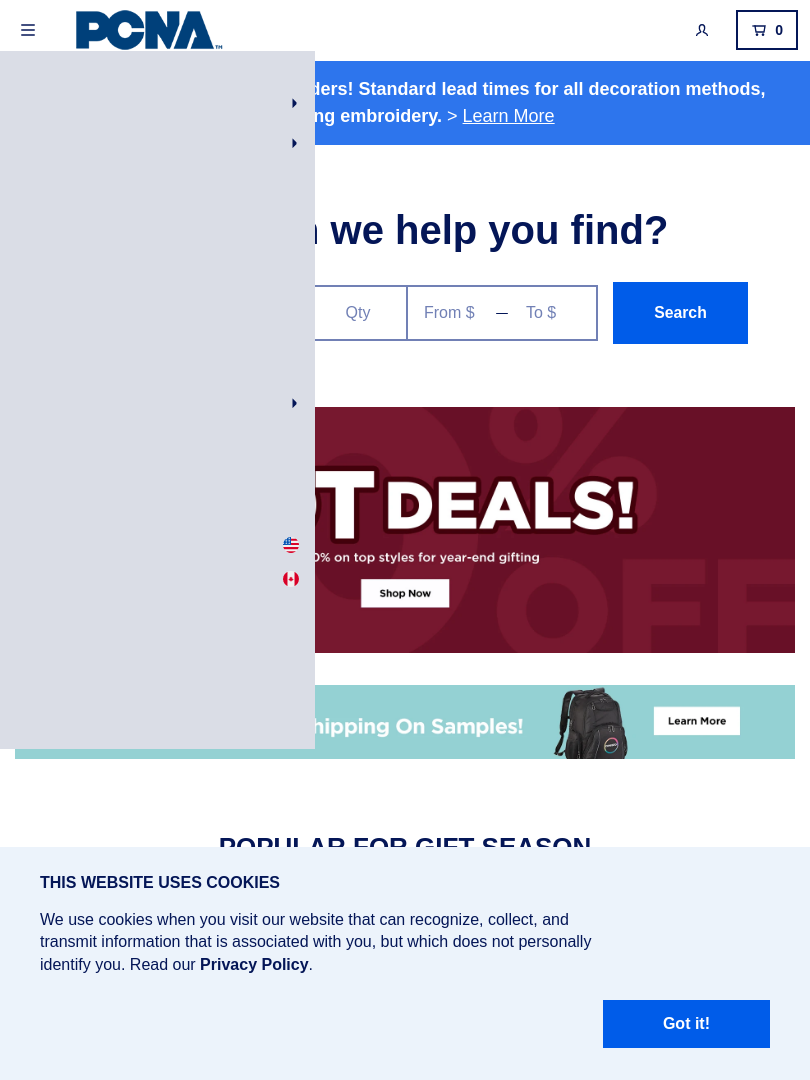 PCNA™
0
ders! Standard lead times for all decoration methods,
ng embroidery. > Learn More
we help you find?
Qty
From $ — To $
Search
%
OT DEALS!
0% on top styles for year-end gifting
Shop Now
OFF
hipping On Samples!
Learn More
POPULAR FOR GIFT SEASON
THIS WEBSITE USES COOKIES
We use cookies when you visit our website that can recognize, collect, and
transmit information that is associated with you, but which does not personally
identify you. Read our Privacy Policy.
Got it!